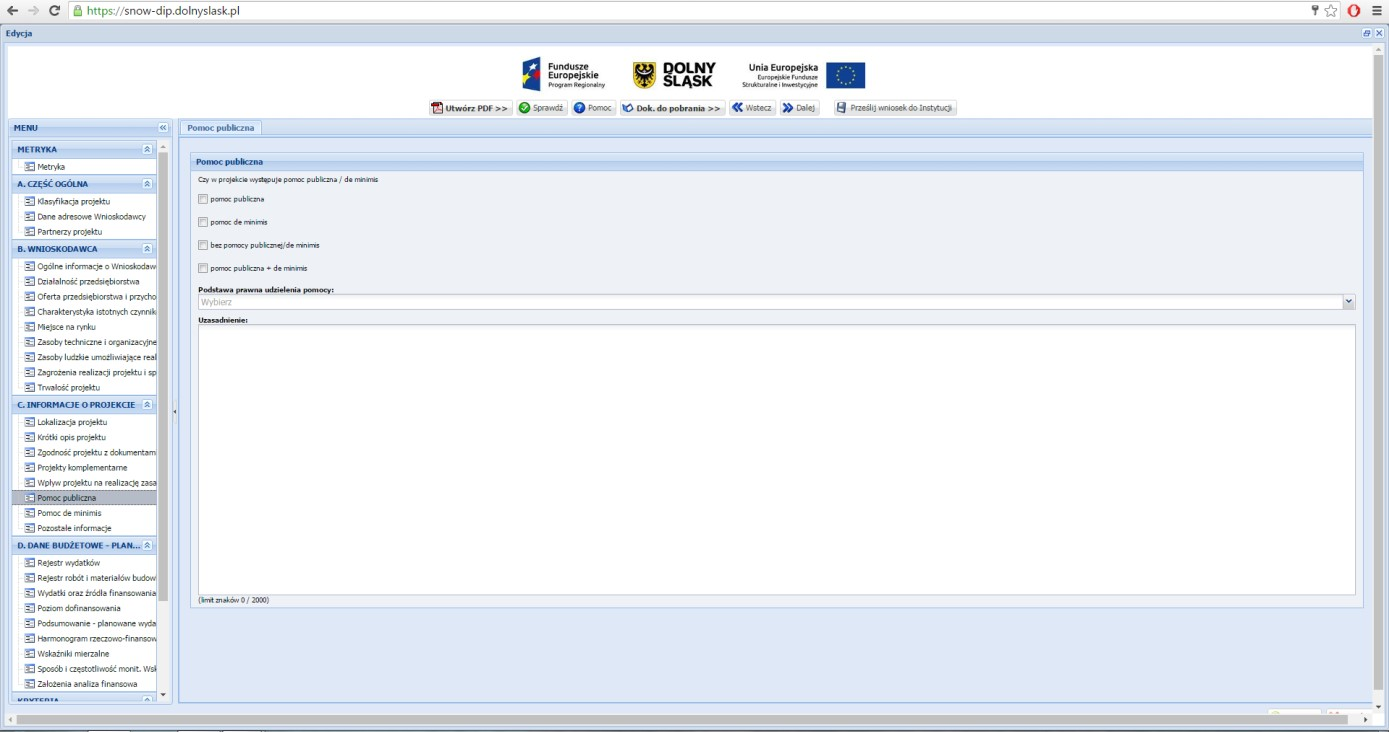 https://snow-dip.dolnyslask.pl
Edycja
Fundusze
Europejskie
Program Regionalny
DOLNY
ŚLĄSK
Unia Europejska
Europejskie Fundusze
Strukturalne i Inwestycyjne
Utwórz PDF >> Sprawdź Pomoc Dok. do pobrania >> Wstecz Dalej Prześlij wniosek do Instytucji
MENU
METRYKA
Metryka
A. CZĘŚĆ OGÓLNA
Klasyfikacja projektu
Dane adresowe Wnioskodawcy
Partnerzy projektu
B. WNIOSKODAWCA
Ogólne informacje o Wnioskodaw
Działalność przedsiębiorstwa
Oferta przedsiębiorstwa i przycho
Charakterystyka istotnych czynnik
Miejsce na rynku
Zasoby techniczne i organizacyjne
Zasoby ludzkie umożliwiające real
Zagrożenia realizacji projektu i sp
Trwałość projektu
C. INFORMACJE O PROJEKCIE
Lokalizacja projektu
Krótki opis projektu
Zgodność projektu z dokumentam
Projekty komplementarne
Wpływ projektu na realizację zasa
Pomoc publiczna
Pomoc de minimis
Pozostałe informacje
D. DANE BUDŻETOWE - PLAN...
Rejestr wydatków
Rejestr robót i materiałów budow
Wydatki oraz źródła finansowania
Poziom dofinansowania
Podsumowanie - planowane wyda
Harmonogram rzeczowo-finansow
Wskaźniki mierzalne
Sposób i częstotliwość monit. Wsk
Założenia analiza finansowa
KRYTERIA
Pomoc publiczna
Pomoc publiczna
Czy w projekcie występuje pomoc publiczna / de minimis
pomoc publiczna
pomoc de minimis
bez pomocy publicznej/de minimis
pomoc publiczna + de minimis
Podstawa prawna udzielenia pomocy:
Wybierz
Uzasadnienie:
(limit znaków 0 / 2000)